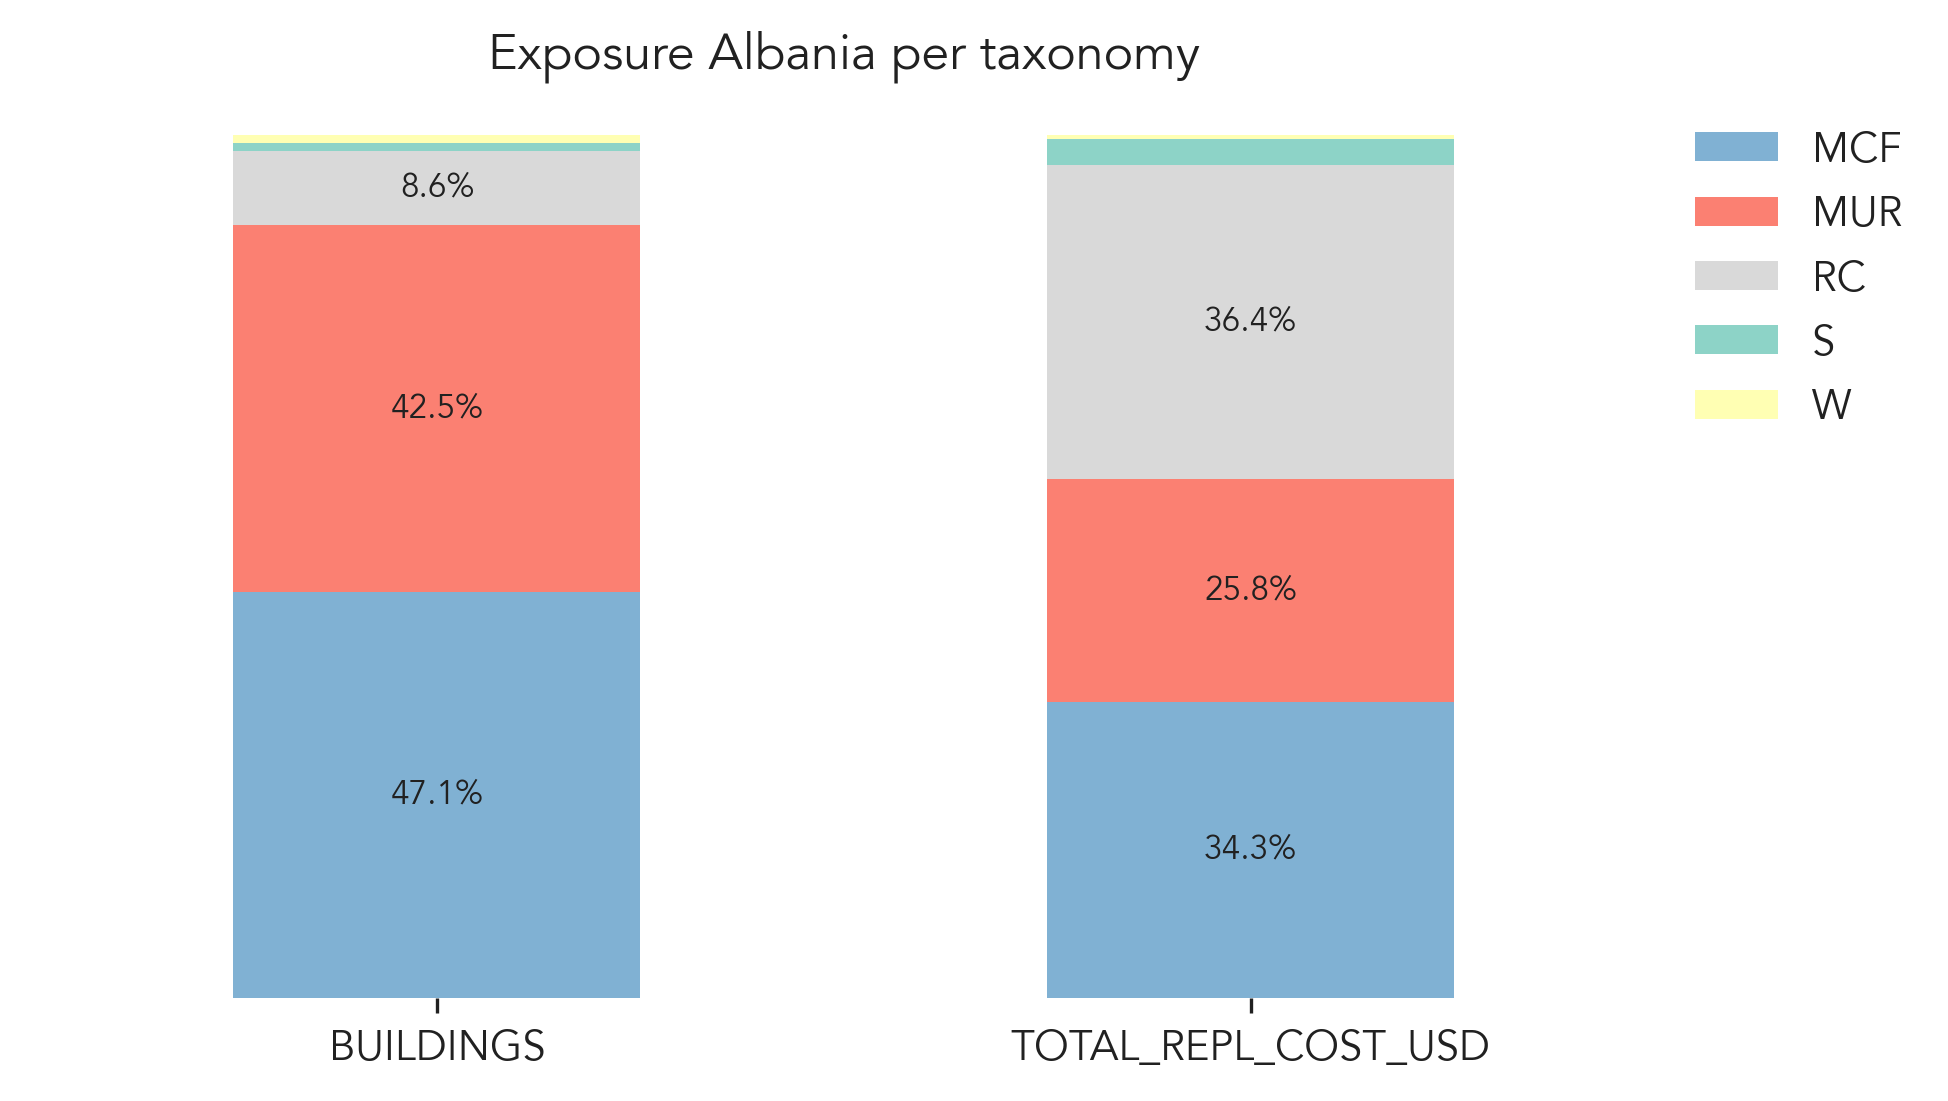 Exposure Albania per taxonomy
8.6%
42.5%
47.1%
BUILDINGS
36.4%
25.8%
34.3%
TOTAL_REPL_COST_USD
MCF
MUR
RC
S
W